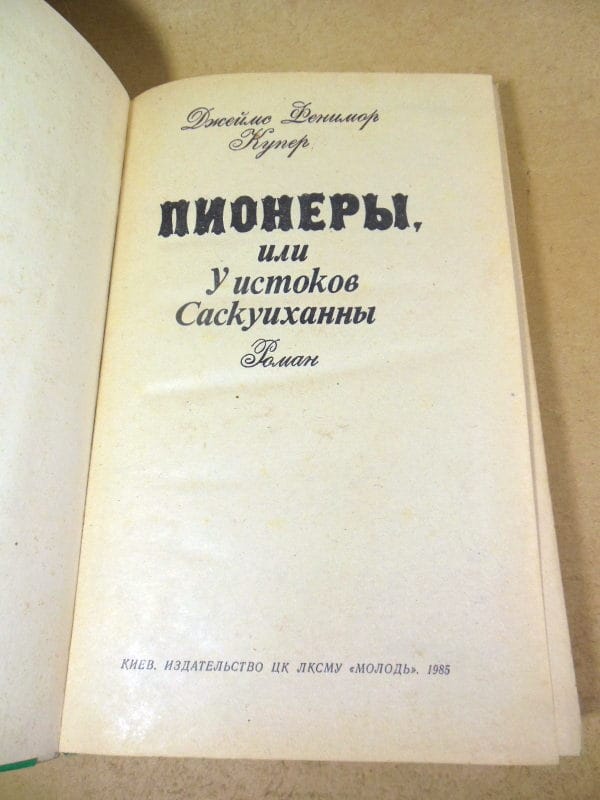 Джеймс Фенимор
Купер
ПИОНЕРЫ,
или
У истоков
Саскуиханны
Роман
КИЕВ. ИЗДАТЕЛЬСТВО ЦК ЛКСМУ «МОЛОДЬ». 1985